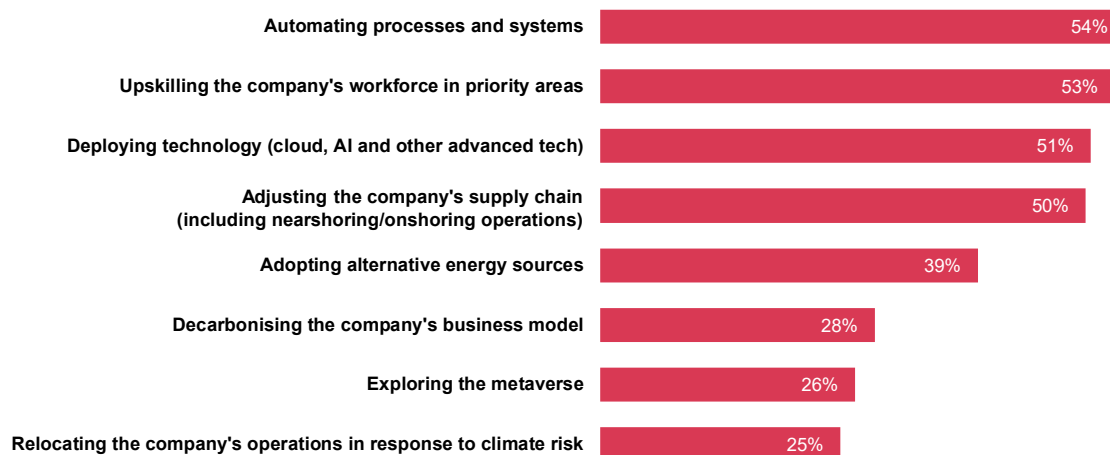 Automating processes and systems 54%
Upskilling the company's workforce in priority areas 53%
Deploying technology (cloud, AI and other advanced tech) 51%
Adjusting the company's supply chain
(including nearshoring/onshoring operations) 50%
Adopting alternative energy sources 39%
Decarbonising the company's business model 28%
Exploring the metaverse 26%
Relocating the company's operations in response to climate risk 25%